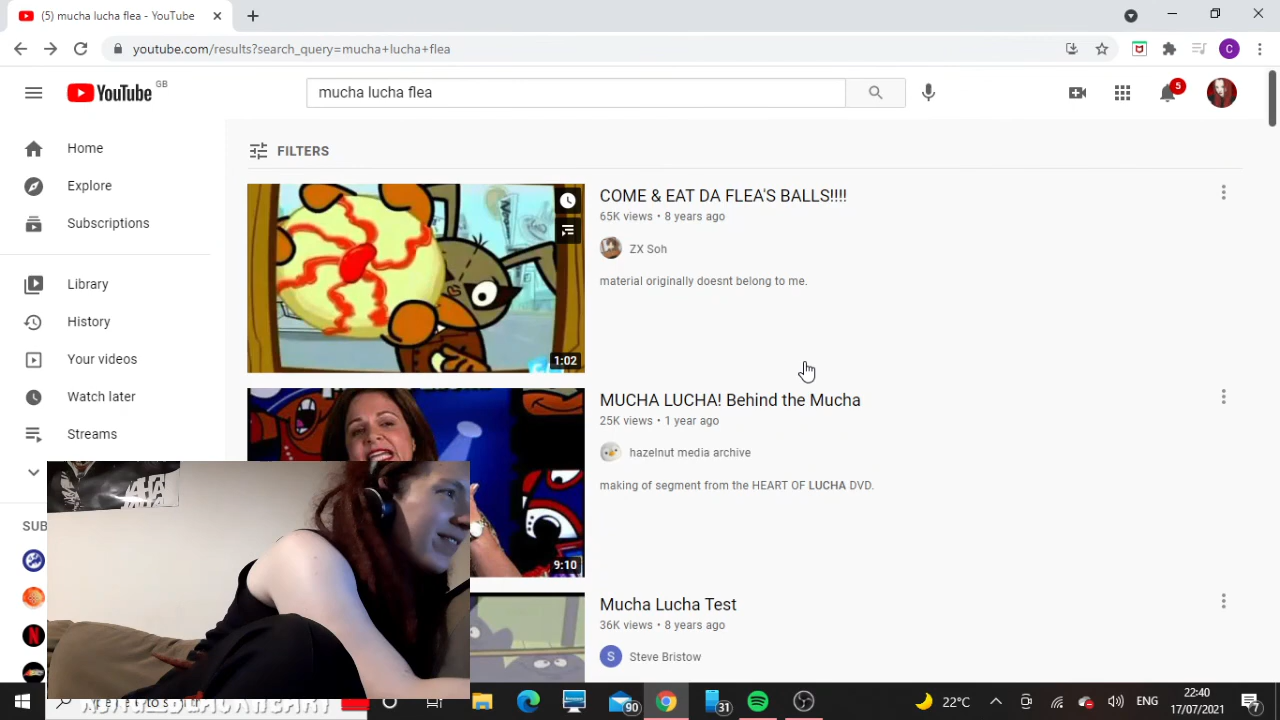 (5) mucha lucha flea - YouTube
youtube.com/results?search_query=mucha+lucha+flea
C
YouTube GB
mucha lucha flea
5
Home
FILTERS
Explore
COME & EAT DA FLEA'S BALLS!!!!
65K views • 8 years ago
Subscriptions
ZX Soh
material originally doesnt belong to me.
Library
History
Your videos
1:02
Watch later
MUCHA LUCHA! Behind the Mucha
25K views • 1 year ago
Streams
hazelnut media archive
making of segment from the HEART OF LUCHA DVD.
SUB
9:10
Mucha Lucha Test
36K views • 8 years ago
S
Steve Bristow
90
31
22°C
ENG
22:40
17/07/2021
7